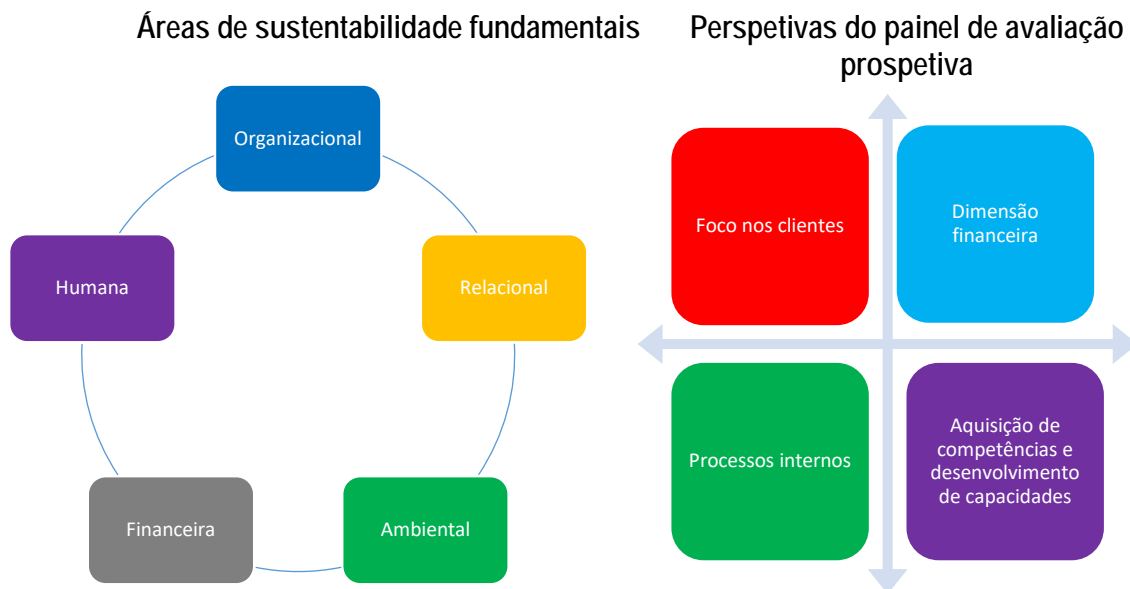 Áreas de sustentabilidade fundamentais
Organizacional
Humana
Relacional
Financeira
Ambiental
Perspetivas do painel de avaliação
prospetiva
Foco nos clientes
Dimensão
financeira
Processos internos
Aquisição de
competências e
desenvolvimento
de capacidades